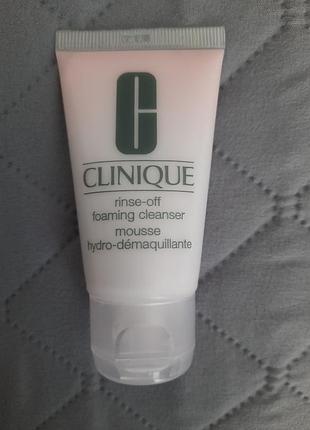 C
CLINIQUE
rinse-off
foaming cleanser
mousse
hydro-démaquillante